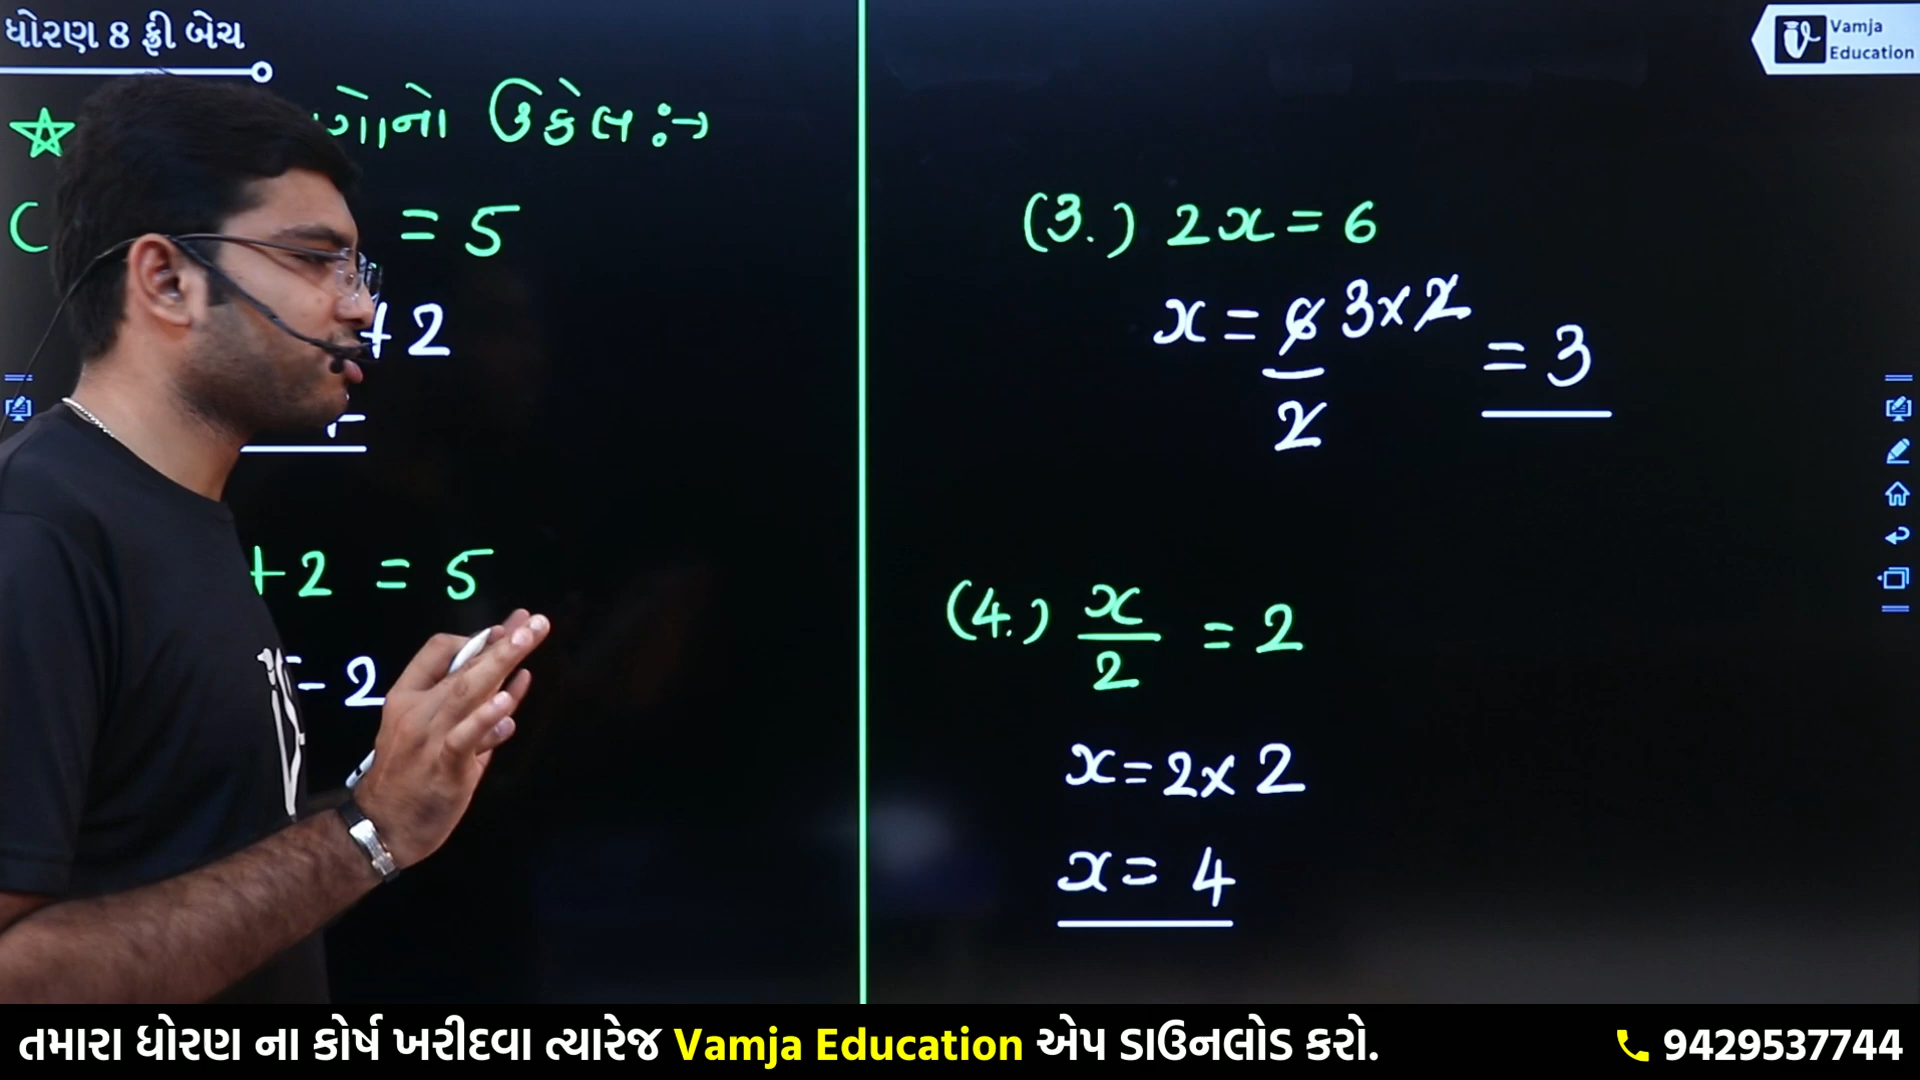 ધોરણ 8 ફ્રી બેચ
ઉકેલ :→
= 5
+2
+2 = 5
- 2
(3.) 2x = 6
x = 6 3×2
2
= 3
(4.) x
2
= 2
x = 2 × 2
x = 4
Vamja
Education
તમારા ધોરણ ના કોર્ષ ખરીદવા ત્યારેજ Vamja Education એપ ડાઉનલોડ કરો.
9429537744